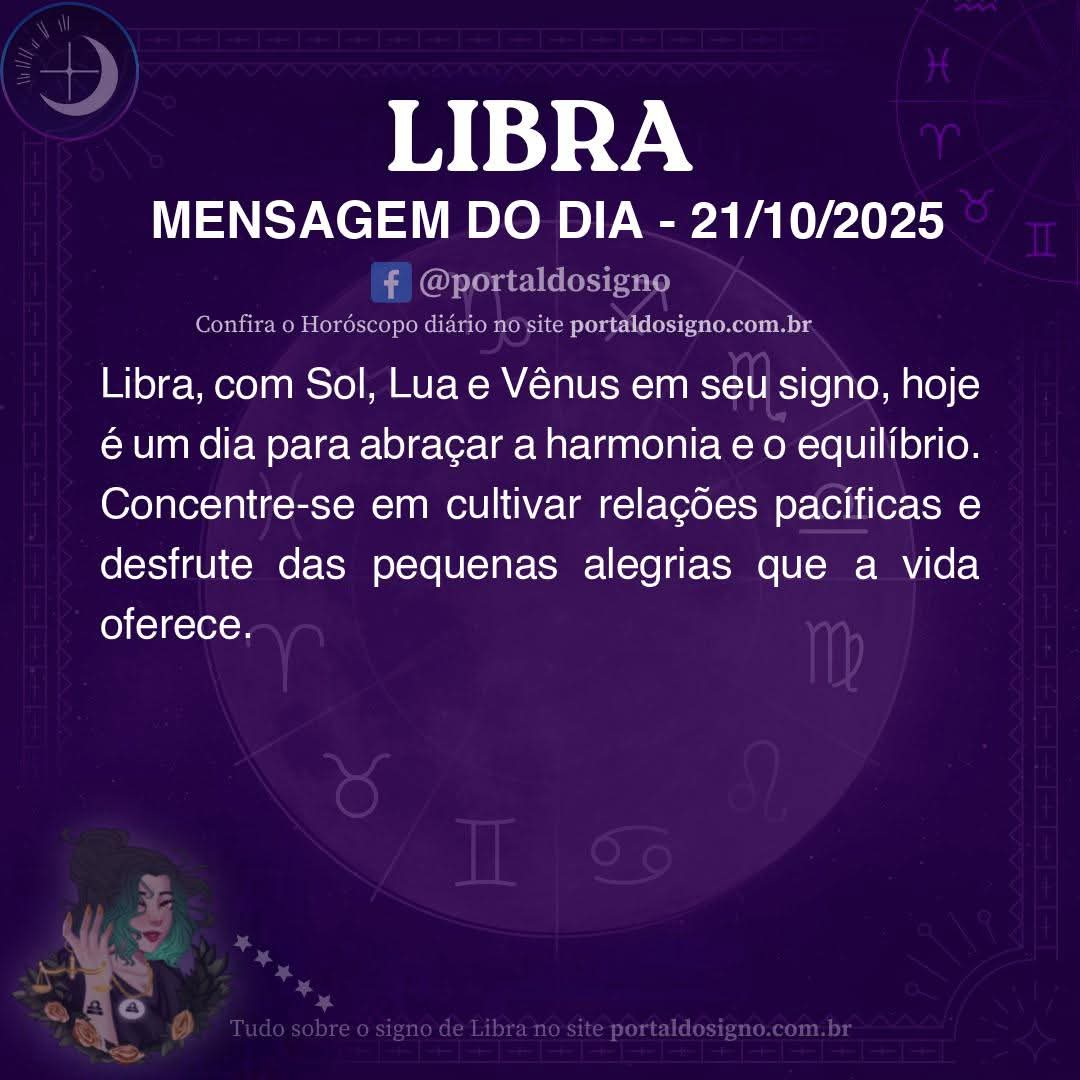 LIBRA
MENSAGEM DO DIA - 21/10/2025
@portaldosigno
Confira o Horóscopo diário no site portaldosigno.com.br
Libra, com Sol, Lua e Vênus em seu signo, hoje
é um dia para abraçar a harmonia e o equilíbrio.
Concentre-se em cultivar relações pacíficas e
desfrute das pequenas alegrias que a vida
oferece.
Tudo sobre o signo de Libra no site portaldosigno.com.br